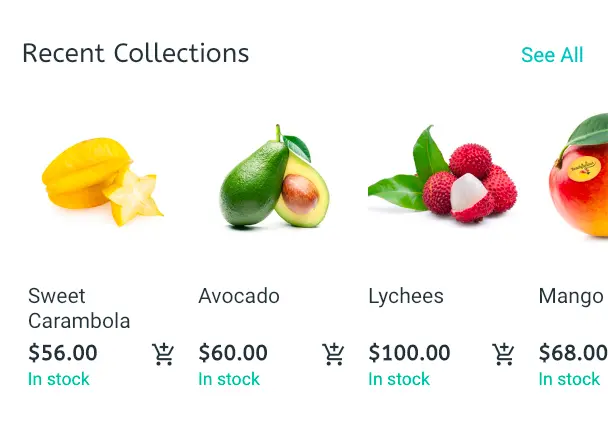 Recent Collections
See All
Sweet
Carambola
$56.00
In stock
Avocado
$60.00
In stock
Lychees
$100.00
In stock
Mango
$68.00
In stock